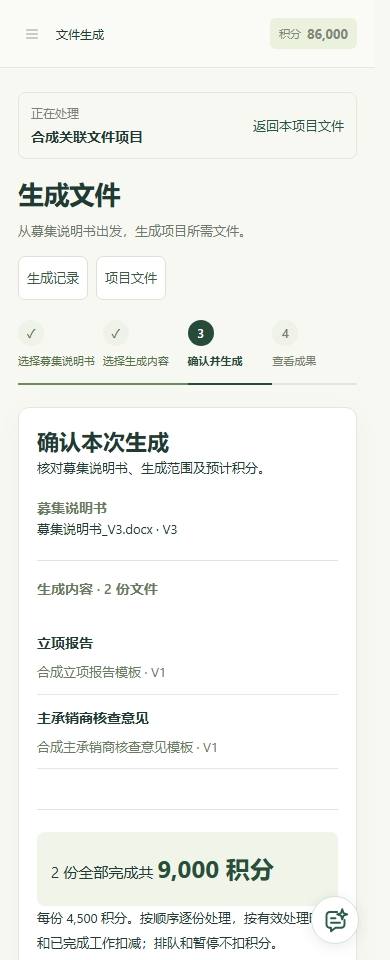 文件生成
积分 86,000
正在处理
合成关联文件项目
返回本项目文件
生成文件
从募集说明书出发，生成项目所需文件。
生成记录
项目文件
3
4
选择募集说明书
选择生成内容
确认并生成
查看成果
确认本次生成
核对募集说明书、生成范围及预计积分。
募集说明书
募集说明书_V3.docx · V3
生成内容 · 2 份文件
立项报告
合成立项报告模板 · V1
主承销商核查意见
合成主承销商核查意见模板 · V1
2 份全部完成共 9,000 积分
每份 4,500 积分。按顺序逐份处理，按有效处理
和已完成工作扣减；排队和暂停不扣积分。